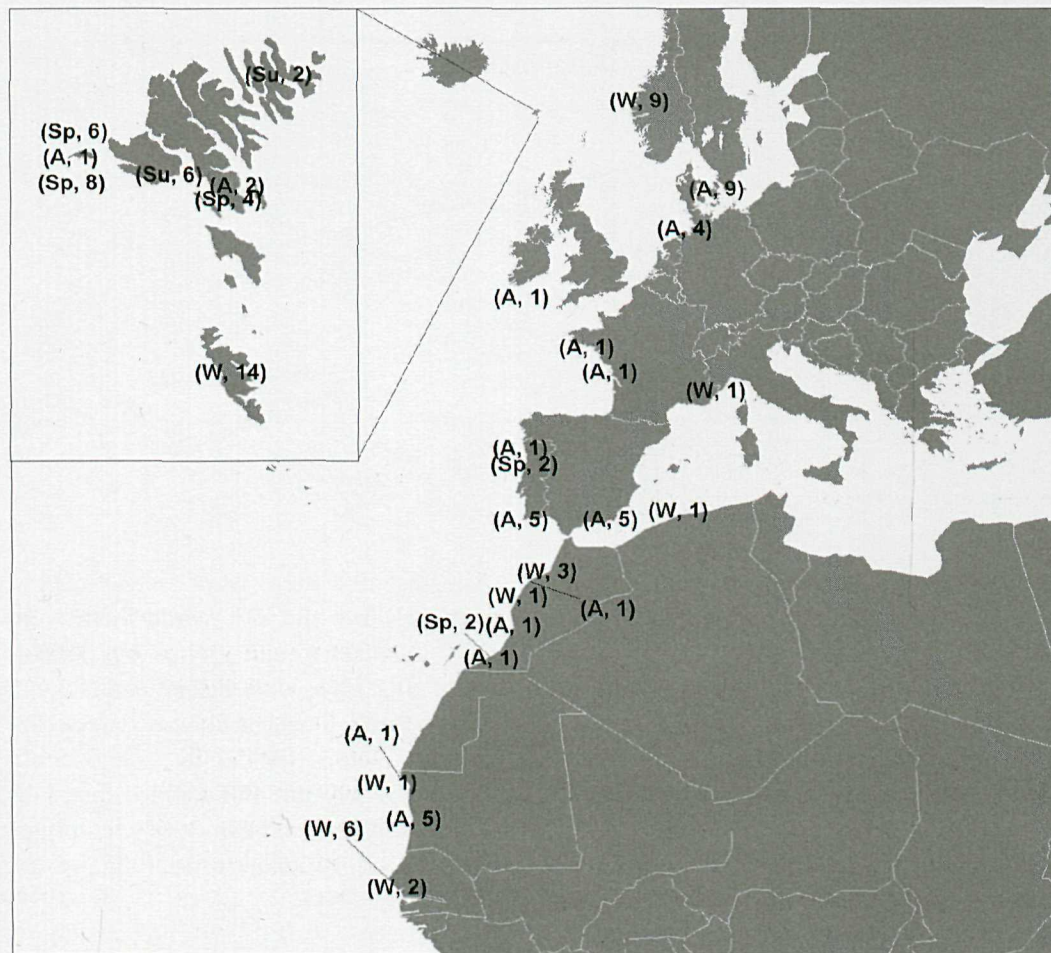 (Su, 2)
(Sp, 6)
(A, 1)
(Sp, 8)
(Su, 6)
(A, 2)
(Sp, 4)
(W, 14)
(W, 9)
(A, 9)
(A, 4)
(A, 1)
(A, 1)
(A, 1)
(W, 1)
(A, 1)
(Sp, 2)
(A, 5)
(A, 5)
(W, 1)
(W, 3)
(W, 1)
(A, 1)
(Sp, 2)
(A, 1)
(A, 1)
(A, 1)
(W, 1)
(A, 5)
(W, 6)
(W, 2)